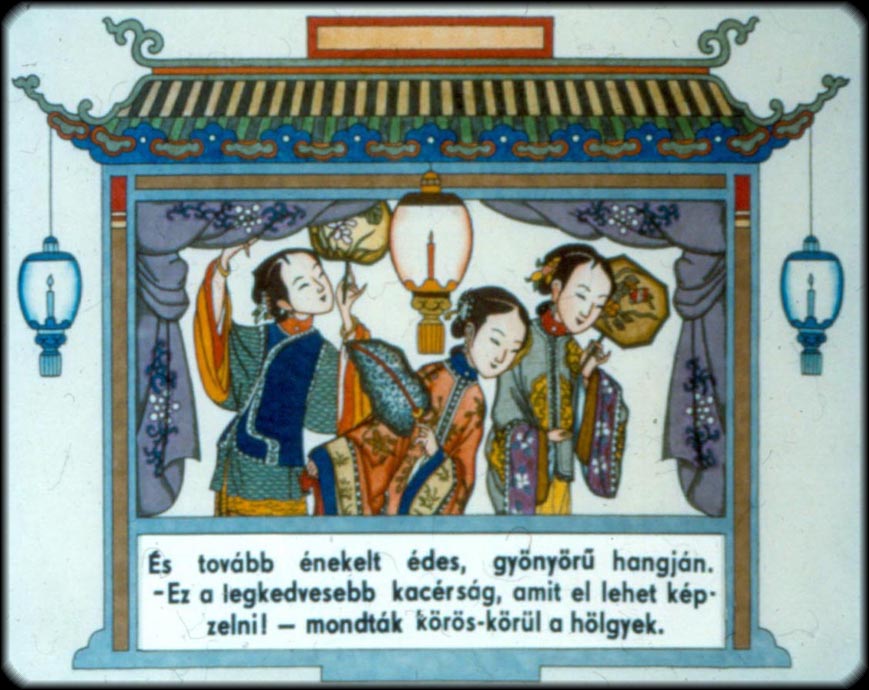 És tovább énekelt édes, gyönyörű hangján.
-Ez a legkedvesebb kacérság, amit el lehet kép-
zelni! — mondták körös-körül a hölgyek.